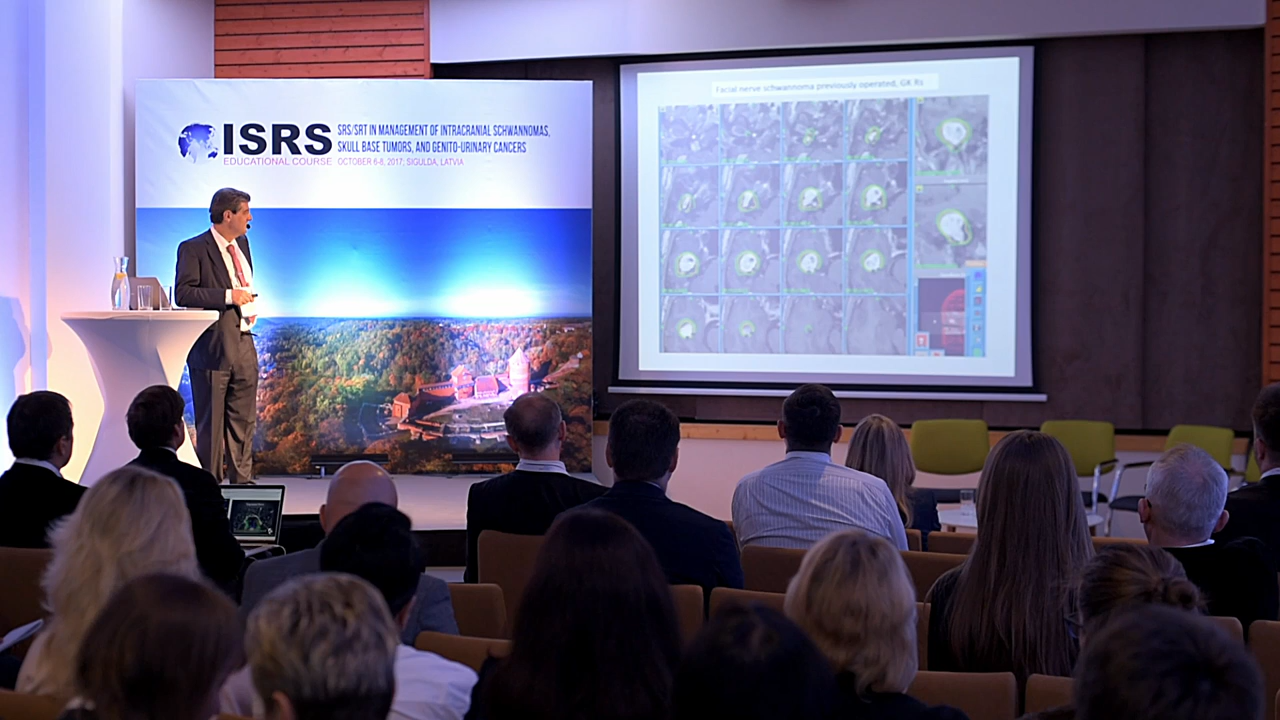 ISRS
EDUCATIONAL COURSE
SRS/SRT IN MANAGEMENT OF INTRACRANIAL SCHWANNOMAS,
SKULL BASE TUMORS, AND GENITO-URINARY CANCERS
OCTOBER 6-8, 2017; SIGULDA, LATVIA
Facial nerve schwannoma previously operated, GK Rs